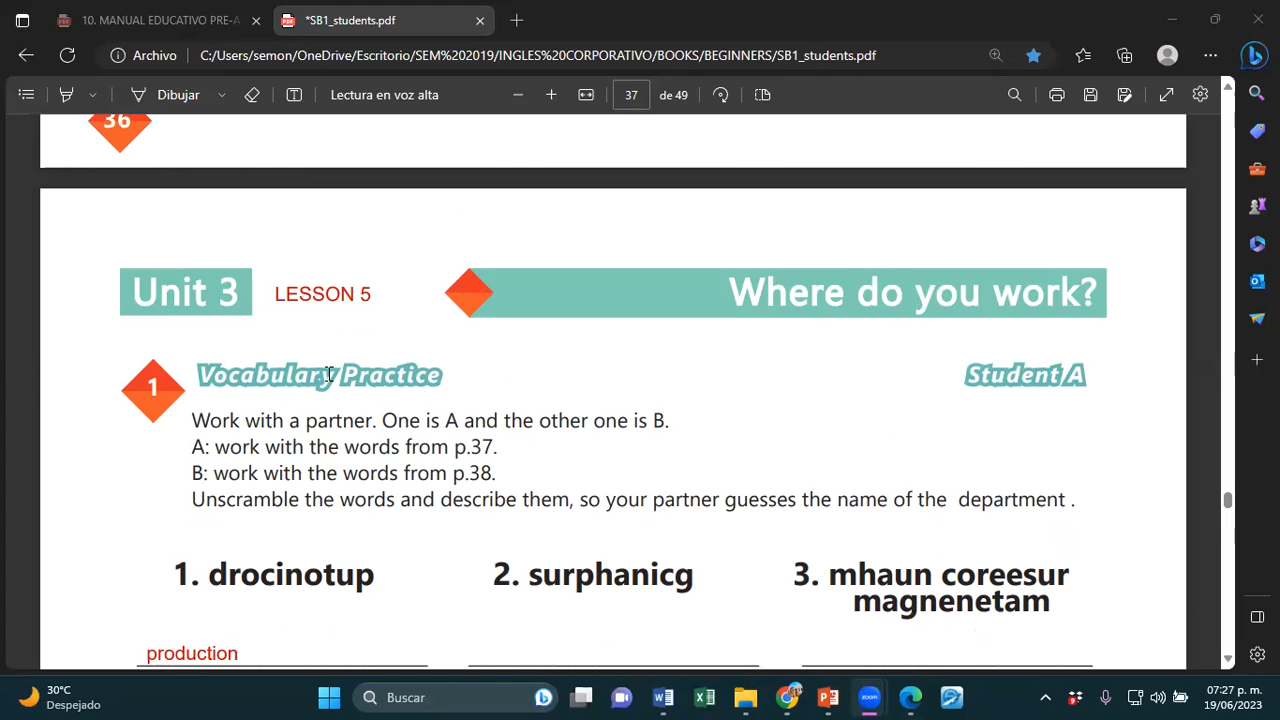 10. MANUAL EDUCATIVO PRE-A
*SB1_students.pdf
Archivo
C:/Users/semon/OneDrive/Escritorio/SEM%202019/INGLES%20CORPORATIVO/BOOKS/BEGINNERS/SB1_students.pdf
Dibujar
Lectura en voz alta
37
de 49
36
Unit 3
LESSON 5
Where do you work?
1
Vocabulary Practice
Student A
Work with a partner. One is A and the other one is B.
A: work with the words from p.37.
B: work with the words from p.38.
Unscramble the words and describe them, so your partner guesses the name of the department .
1. drocinotup
2. surphanicg
3. mhaun coreesur
magnenetam
production
30°C
Despejado
Buscar
07:27 p. m.
19/06/2023